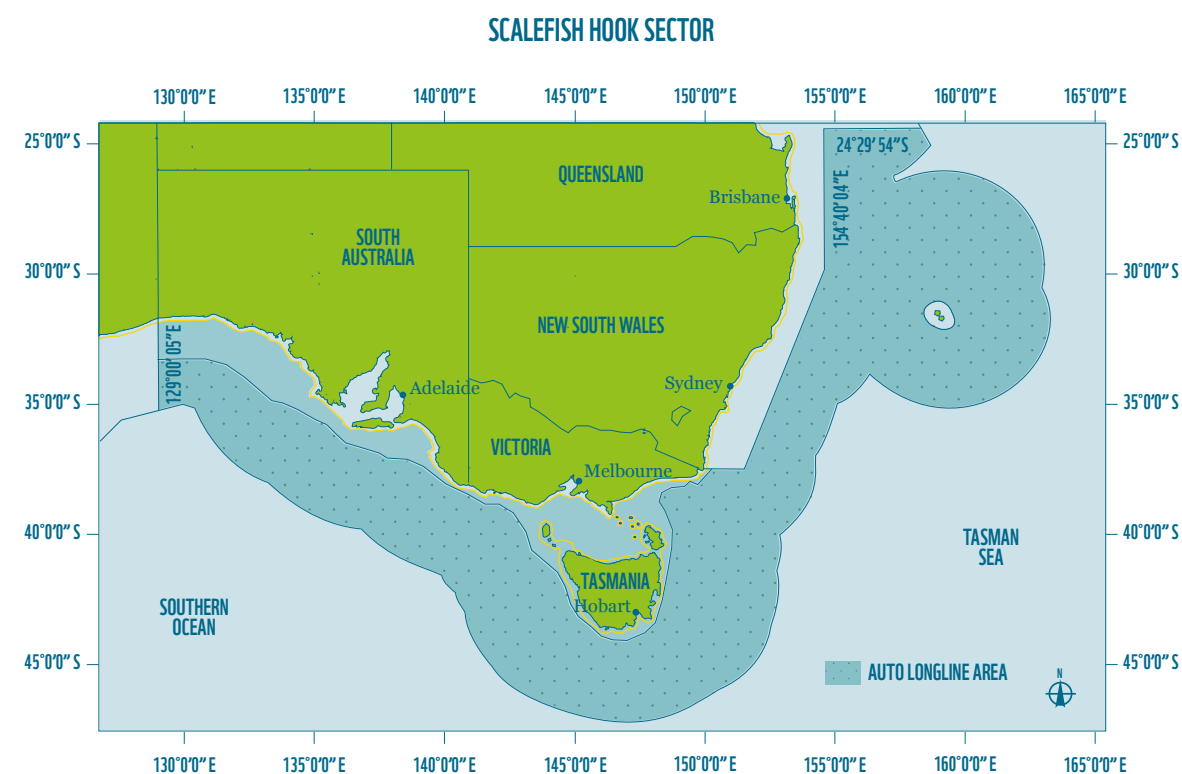 SCALEFISH HOOK SECTOR
130°0'0"E 135°0'0"E 140°0'0"E 145°0'0"E 150°0'0"E 155°0'0"E 160°0'0"E 165°0'0"E
25°0'0"S 24°29'54"S 25°0'0"S
QUEENSLAND
Brisbane
154°40'04"E
SOUTH
AUSTRALIA
30°0'0"S 30°0'0"S
NEW SOUTH WALES
129°00'05"E
Sydney
Adelaide
35°0'0"S 35°0'0"S
VICTORIA
Melbourne
40°0'0"S 40°0'0"S
TASMAN
SEA
TASMANIA
Hobart
SOUTHERN
OCEAN
45°0'0"S 45°0'0"S
AUTO LONGLINE AREA
N
130°0'0"E 135°0'0"E 140°0'0"E 145°0'0"E 150°0'0"E 155°0'0"E 160°0'0"E 165°0'0"E